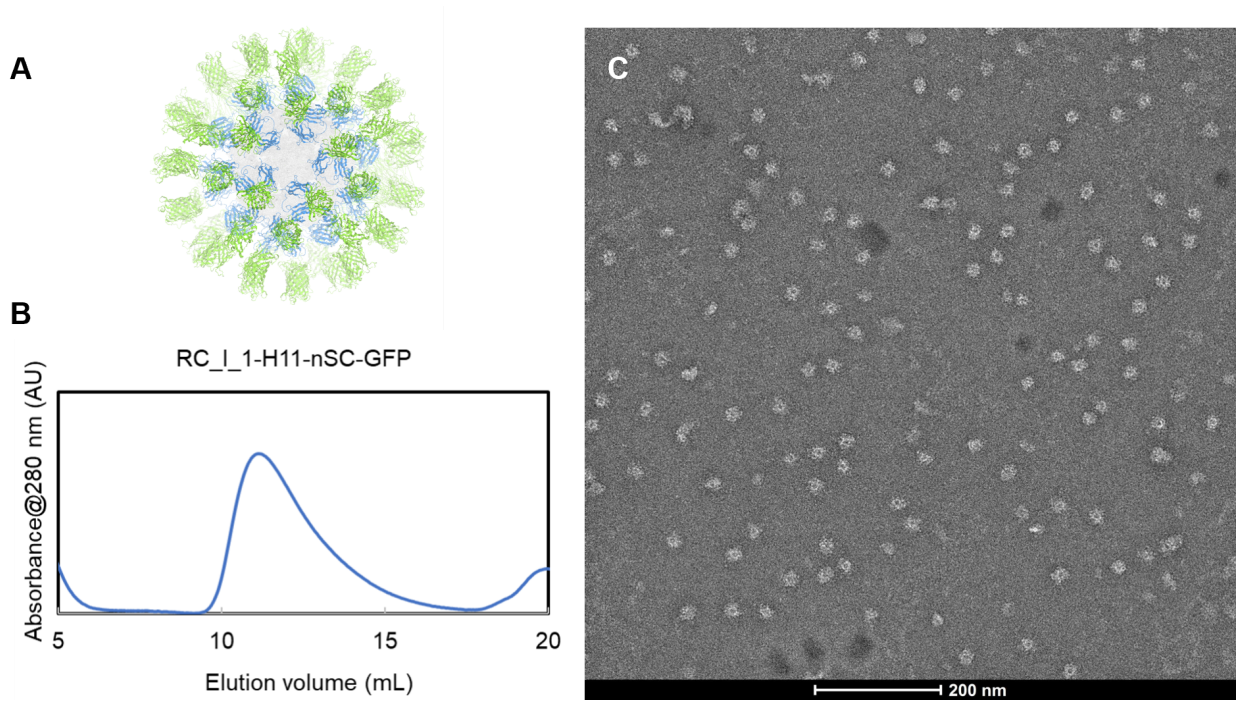 A
B
RC_I_1-H11-nSC-GFP
Absorbance@280 nm (AU)
5
10
15
20
Elution volume (mL)
C
200 nm